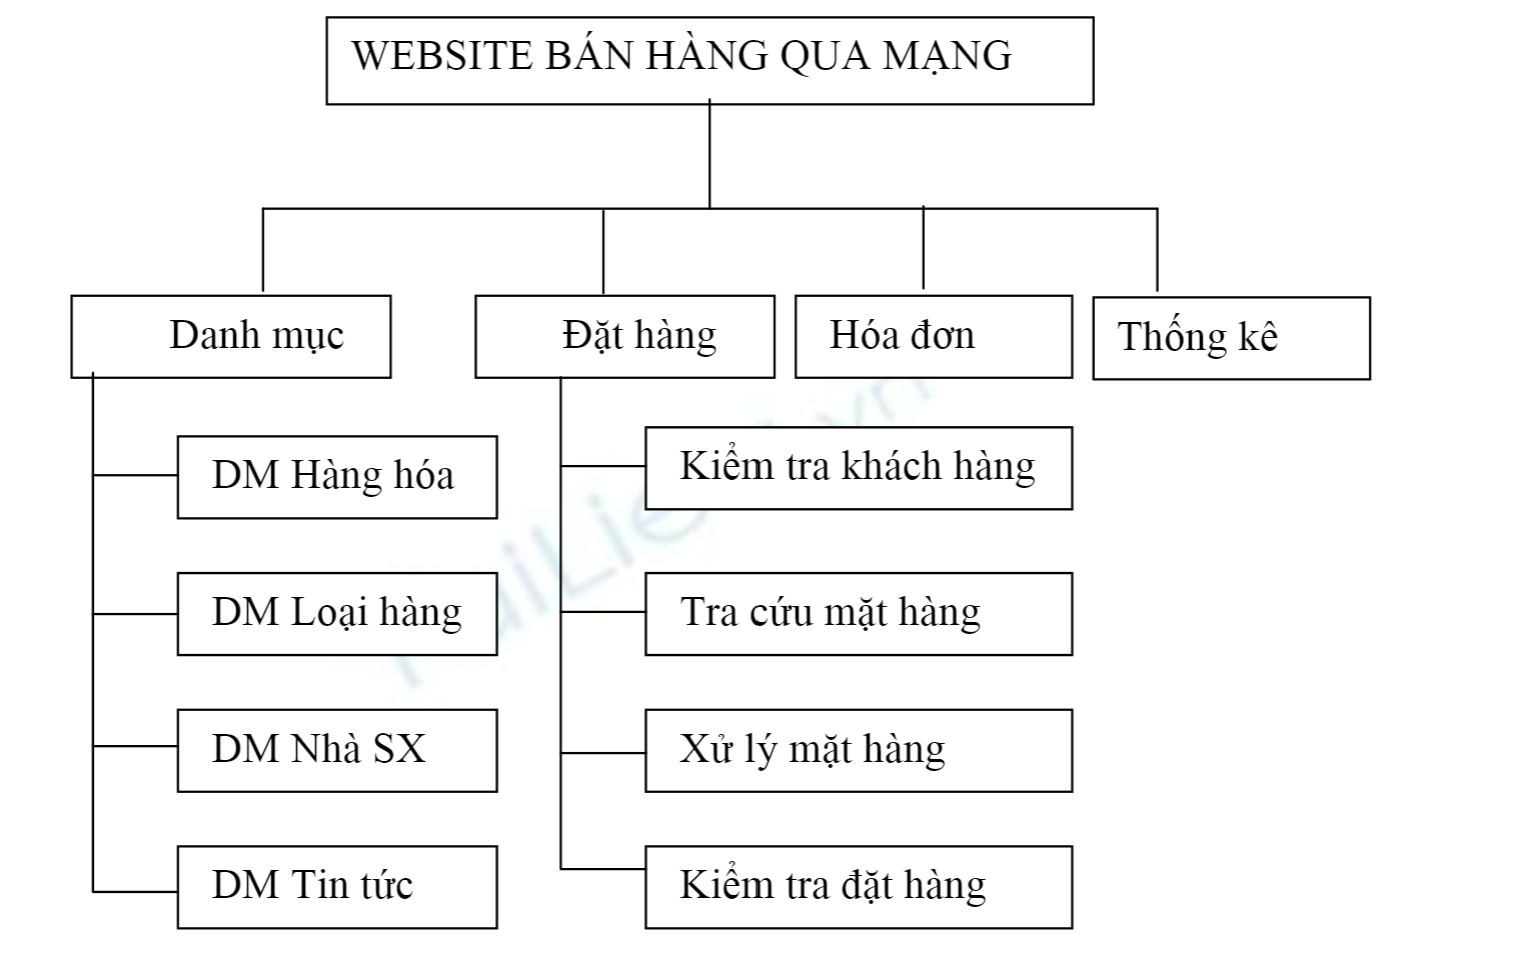 WEBSITE BÁN HÀNG QUA MẠNG
Danh mục
Đặt hàng
Hóa đơn
Thống kê
DM Hàng hóa
DM Loại hàng
DM Nhà SX
DM Tin tức
Kiểm tra khách hàng
Tra cứu mặt hàng
Xử lý mặt hàng
Kiểm tra đặt hàng